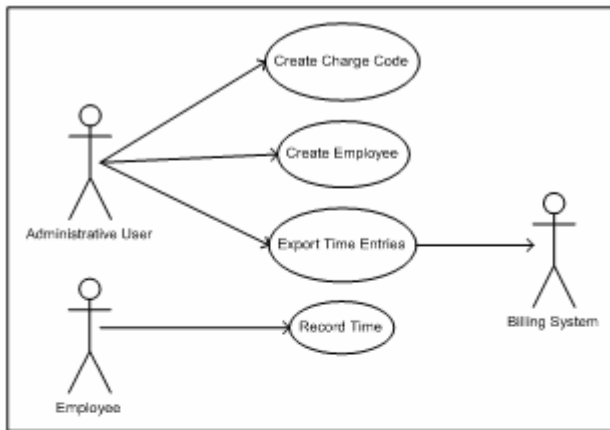 Create Charge Code
Create Employee
Administrative User
Export Time Entries
Billing System
Record Time
Employee